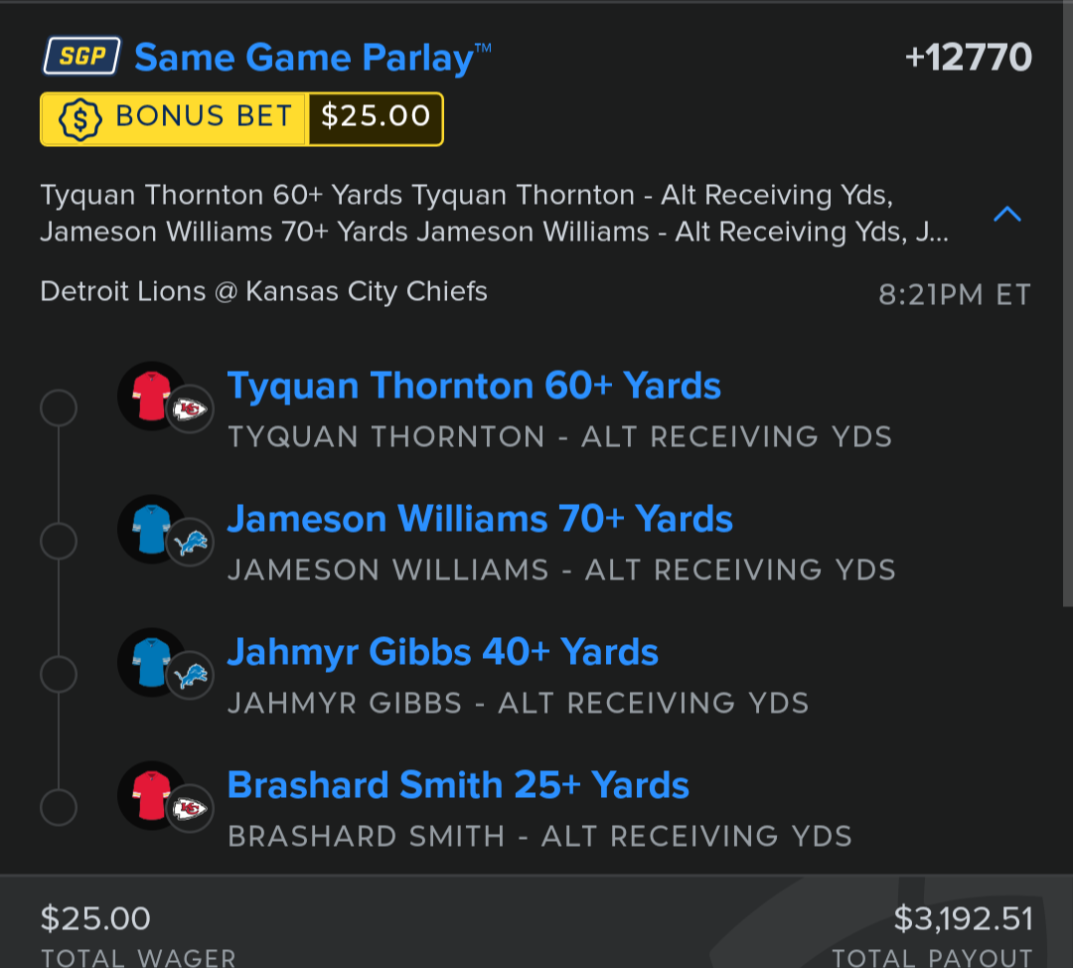 SGP Same Game Parlay™ +12770
BONUS BET $25.00
Tyquan Thornton 60+ Yards Tyquan Thornton - Alt Receiving Yds,
Jameson Williams 70+ Yards Jameson Williams - Alt Receiving Yds, J...
Detroit Lions @ Kansas City Chiefs 8:21PM ET
Tyquan Thornton 60+ Yards
TYQUAN THORNTON - ALT RECEIVING YDS
Jameson Williams 70+ Yards
JAMESON WILLIAMS - ALT RECEIVING YDS
Jahmyr Gibbs 40+ Yards
JAHMYR GIBBS - ALT RECEIVING YDS
Brashard Smith 25+ Yards
BRASHARD SMITH - ALT RECEIVING YDS
$25.00 $3,192.51
TOTAL WAGER TOTAL PAYOUT